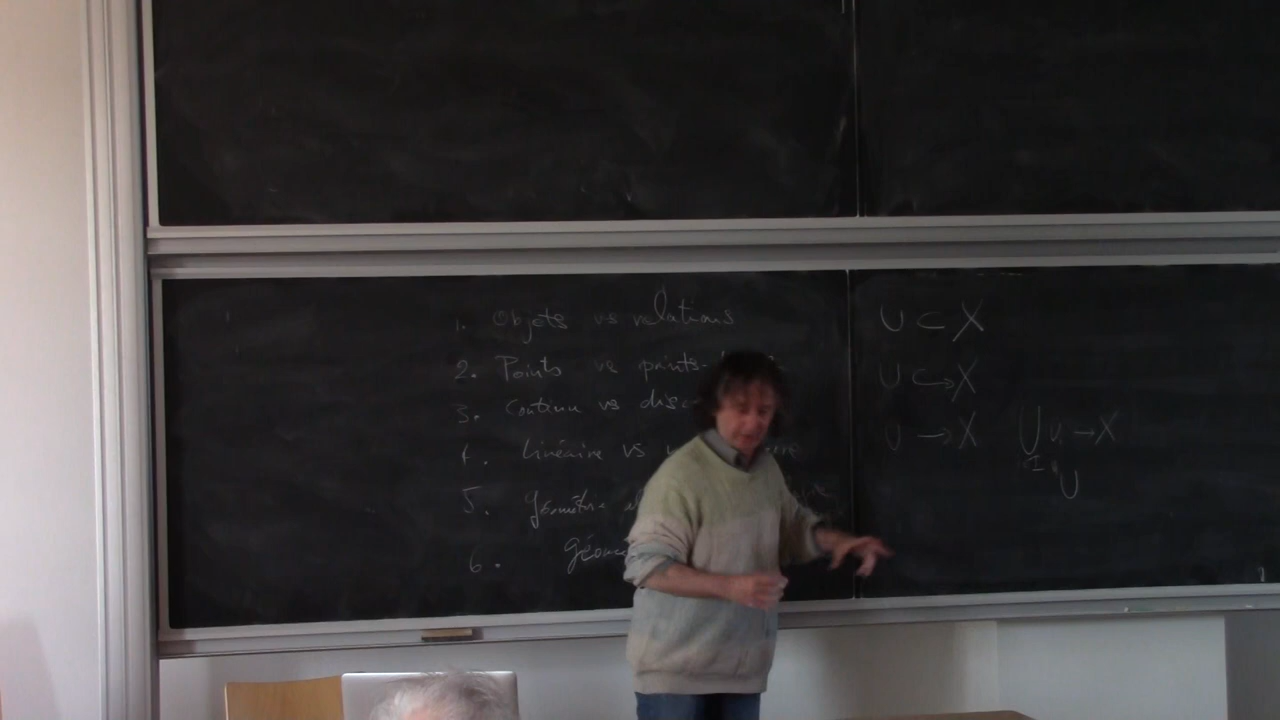 1. Objets vs relations
2. Points vs points-
3. Continu vs disc
4. Linéaire vs
5. géométrie
6. géomé
U ⊂ X
U ↪ X
U → X
⋃ Uᵢ → X
I
U